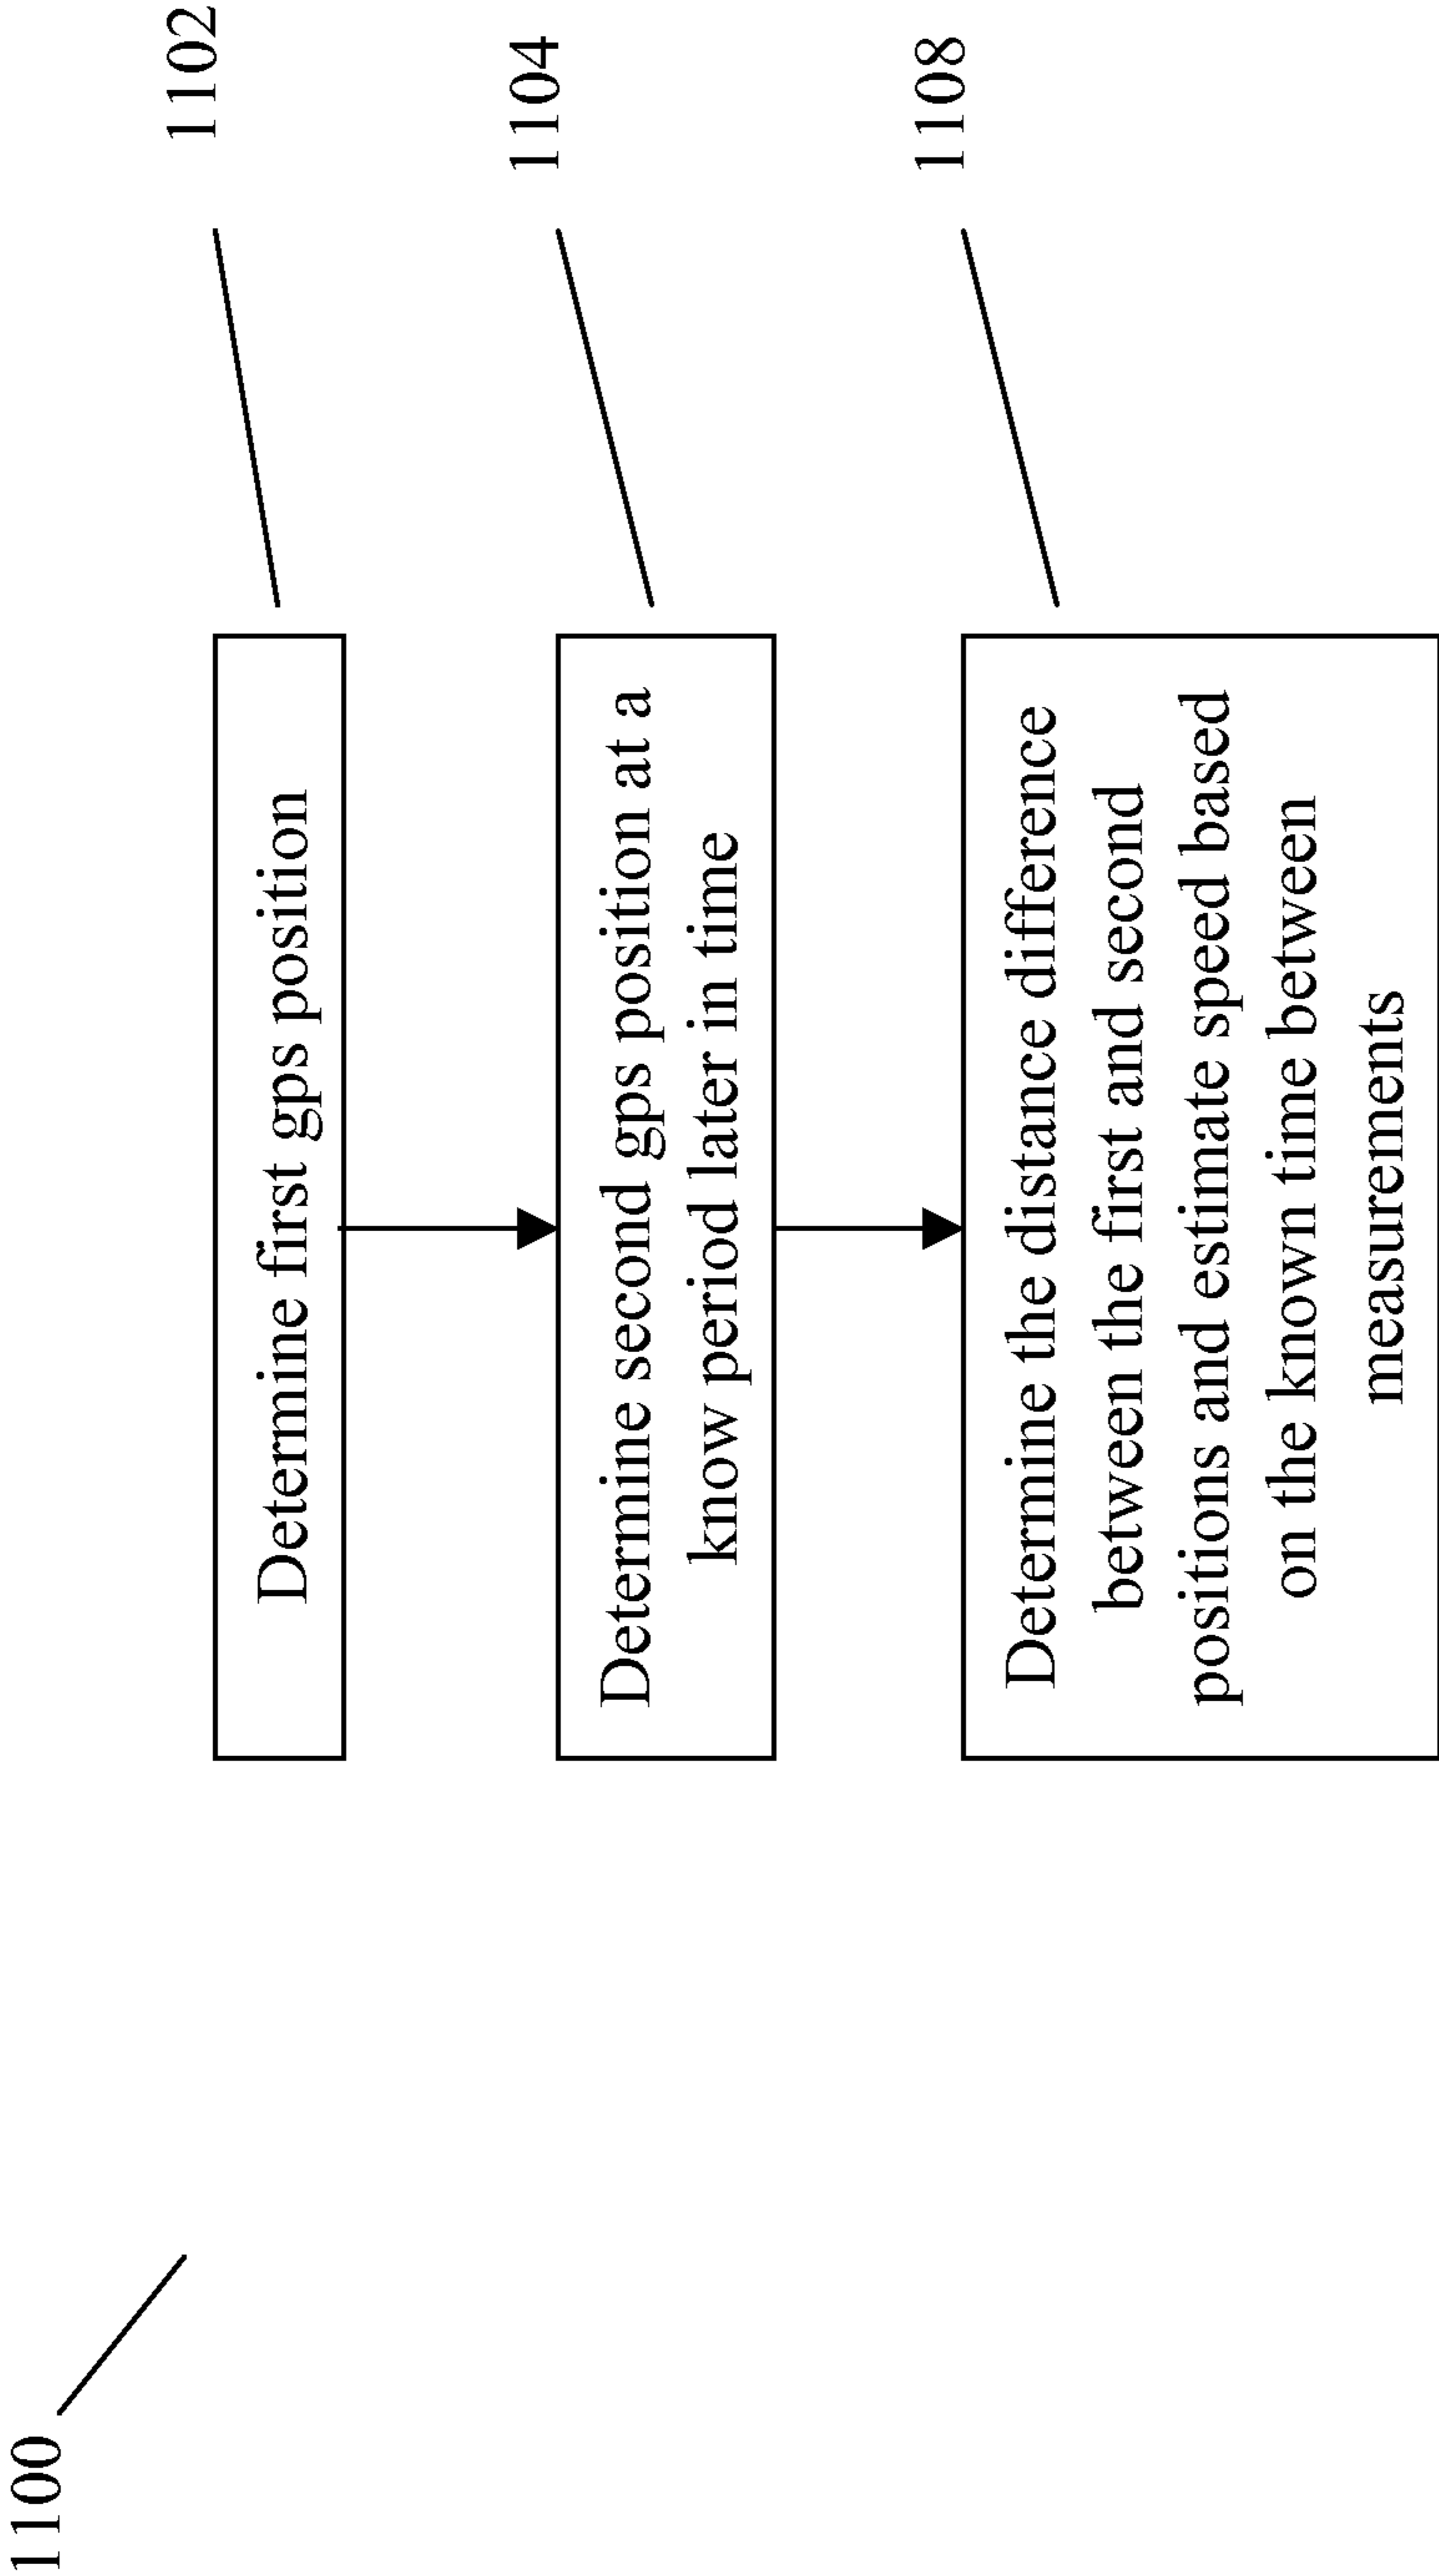 1100
1102
Determine first gps position
1104
Determine second gps position at a
know period later in time
1108
Determine the distance difference
between the first and second
positions and estimate speed based
on the known time between
measurements